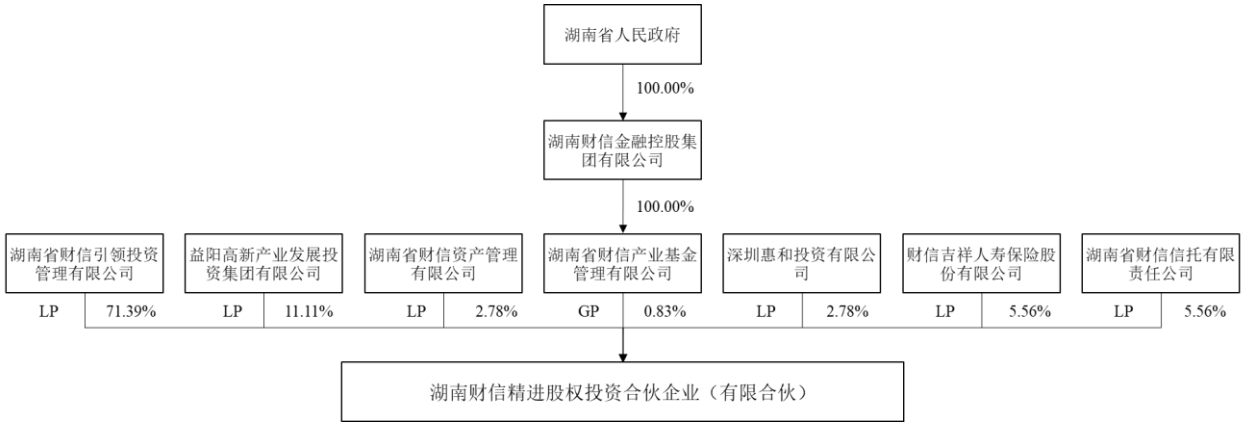 湖南省人民政府
100.00%
湖南财信金融控股集
团有限公司
100.00%
湖南省财信引领投资
管理有限公司
益阳高新产业发展投
资集团有限公司
湖南省财信资产管理
有限公司
湖南省财信产业基金
管理有限公司
深圳惠和投资有限公
司
财信吉祥人寿保险股
份有限公司
湖南省财信信托有限
责任公司
LP 71.39%
LP 11.11%
LP 2.78%
GP 0.83%
LP 2.78%
LP 5.56%
LP 5.56%
湖南财信精进股权投资合伙企业（有限合伙）